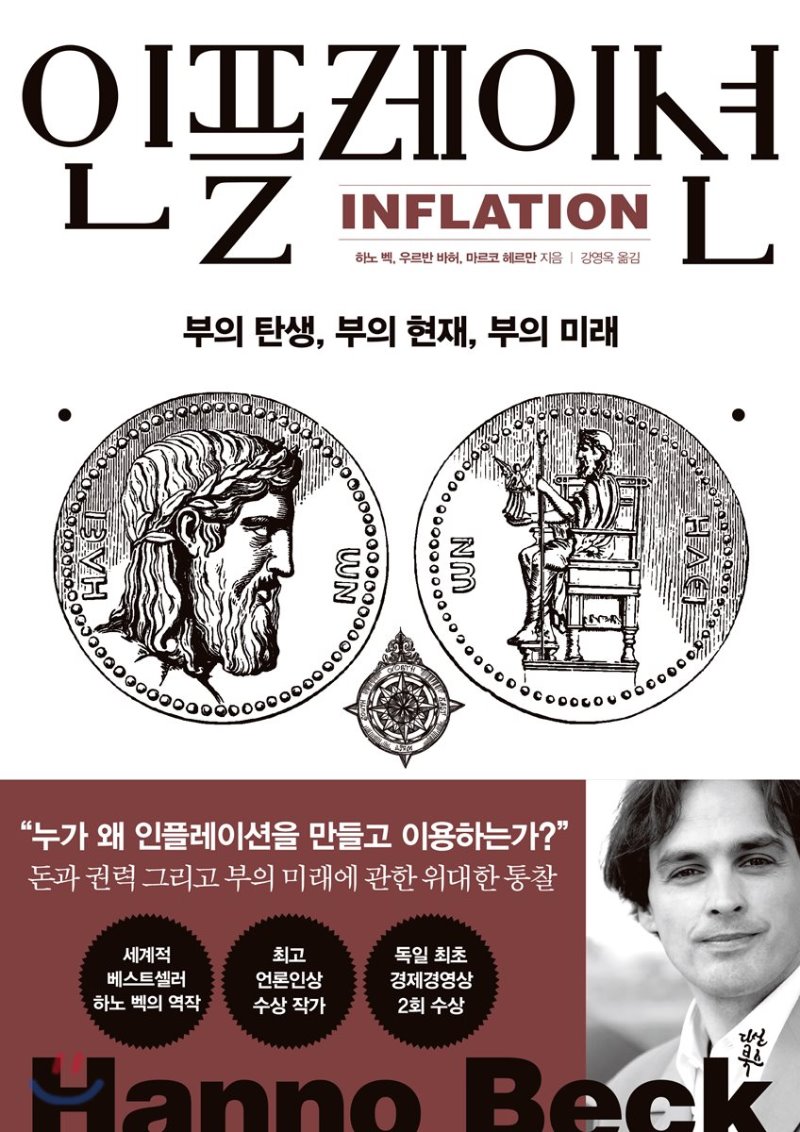 인플레이션
INFLATION
하노 벡, 우르반 바허, 마르코 헤르만 지음 | 강영옥 옮김
부의 탄생, 부의 현재, 부의 미래
“누가 왜 인플레이션을 만들고 이용하는가?”
돈과 권력 그리고 부의 미래에 관한 위대한 통찰
세계적
베스트셀러
하노 벡의 역작
최고
언론인상
수상 작가
독일 최초
경제경영상
2회 수상
다산
북스
Hanno Beck